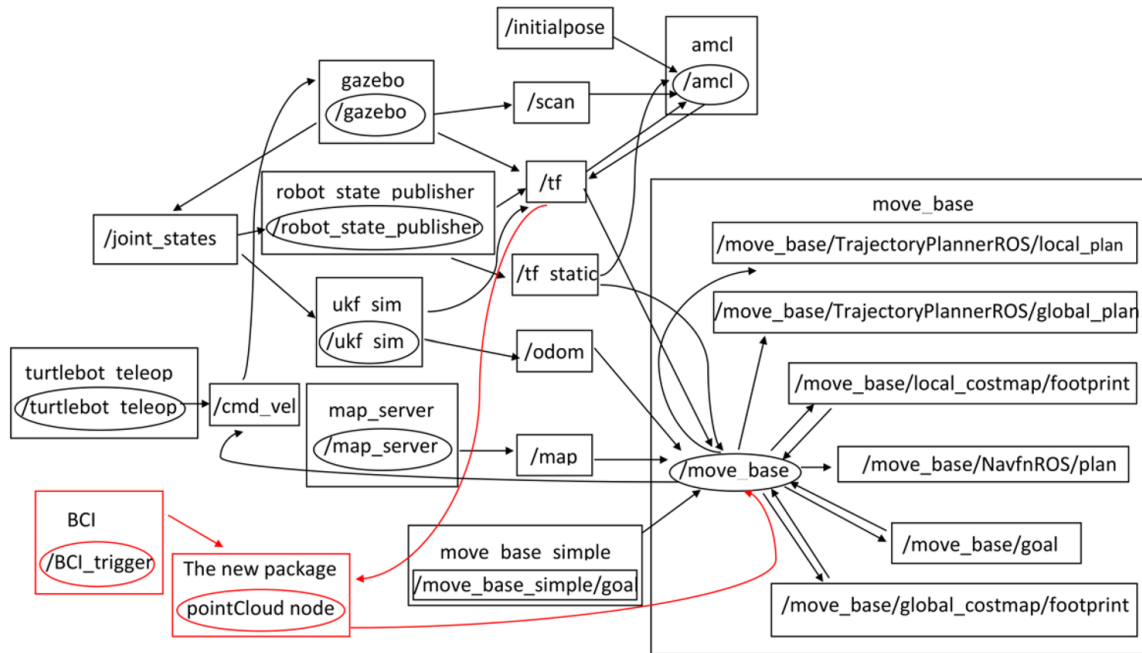 /initialpose
amcl
/amcl
gazebo
/gazebo
/scan
robot state publisher
/robot_state_publisher
/tf
/joint_states
/tf static
ukf sim
/ukf sim
/odom
turtlebot teleop
/turtlebot teleop
/cmd_vel
map_server
/map_server
/map
move_base
/move_base/TrajectoryPlannerROS/local_plan
/move_base/TrajectoryPlannerROS/global_plan
/move_base/local_costmap/footprint
/move_base
/move_base/NavfnROS/plan
/move_base/goal
/move_base/global_costmap/footprint
BCI
/BCI_trigger
The new package
pointCloud node
move base simple
/move_base_simple/goal